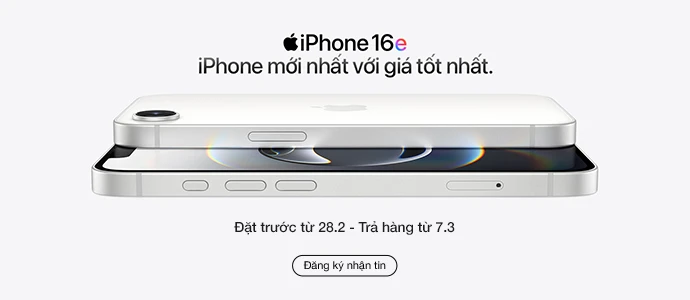 iPhone 16e
iPhone mới nhất với giá tốt nhất.
Đặt trước từ 28.2 - Trả hàng từ 7.3
Đăng ký nhận tin